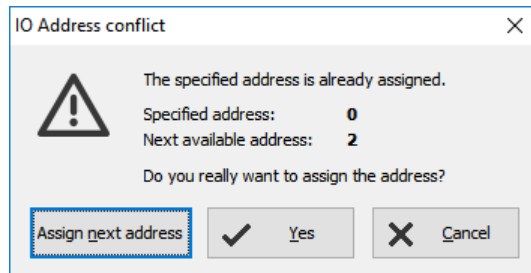 IO Address conflict
The specified address is already assigned.
Specified address: 0
Next available address: 2
Do you really want to assign the address?
Assign next address Yes Cancel